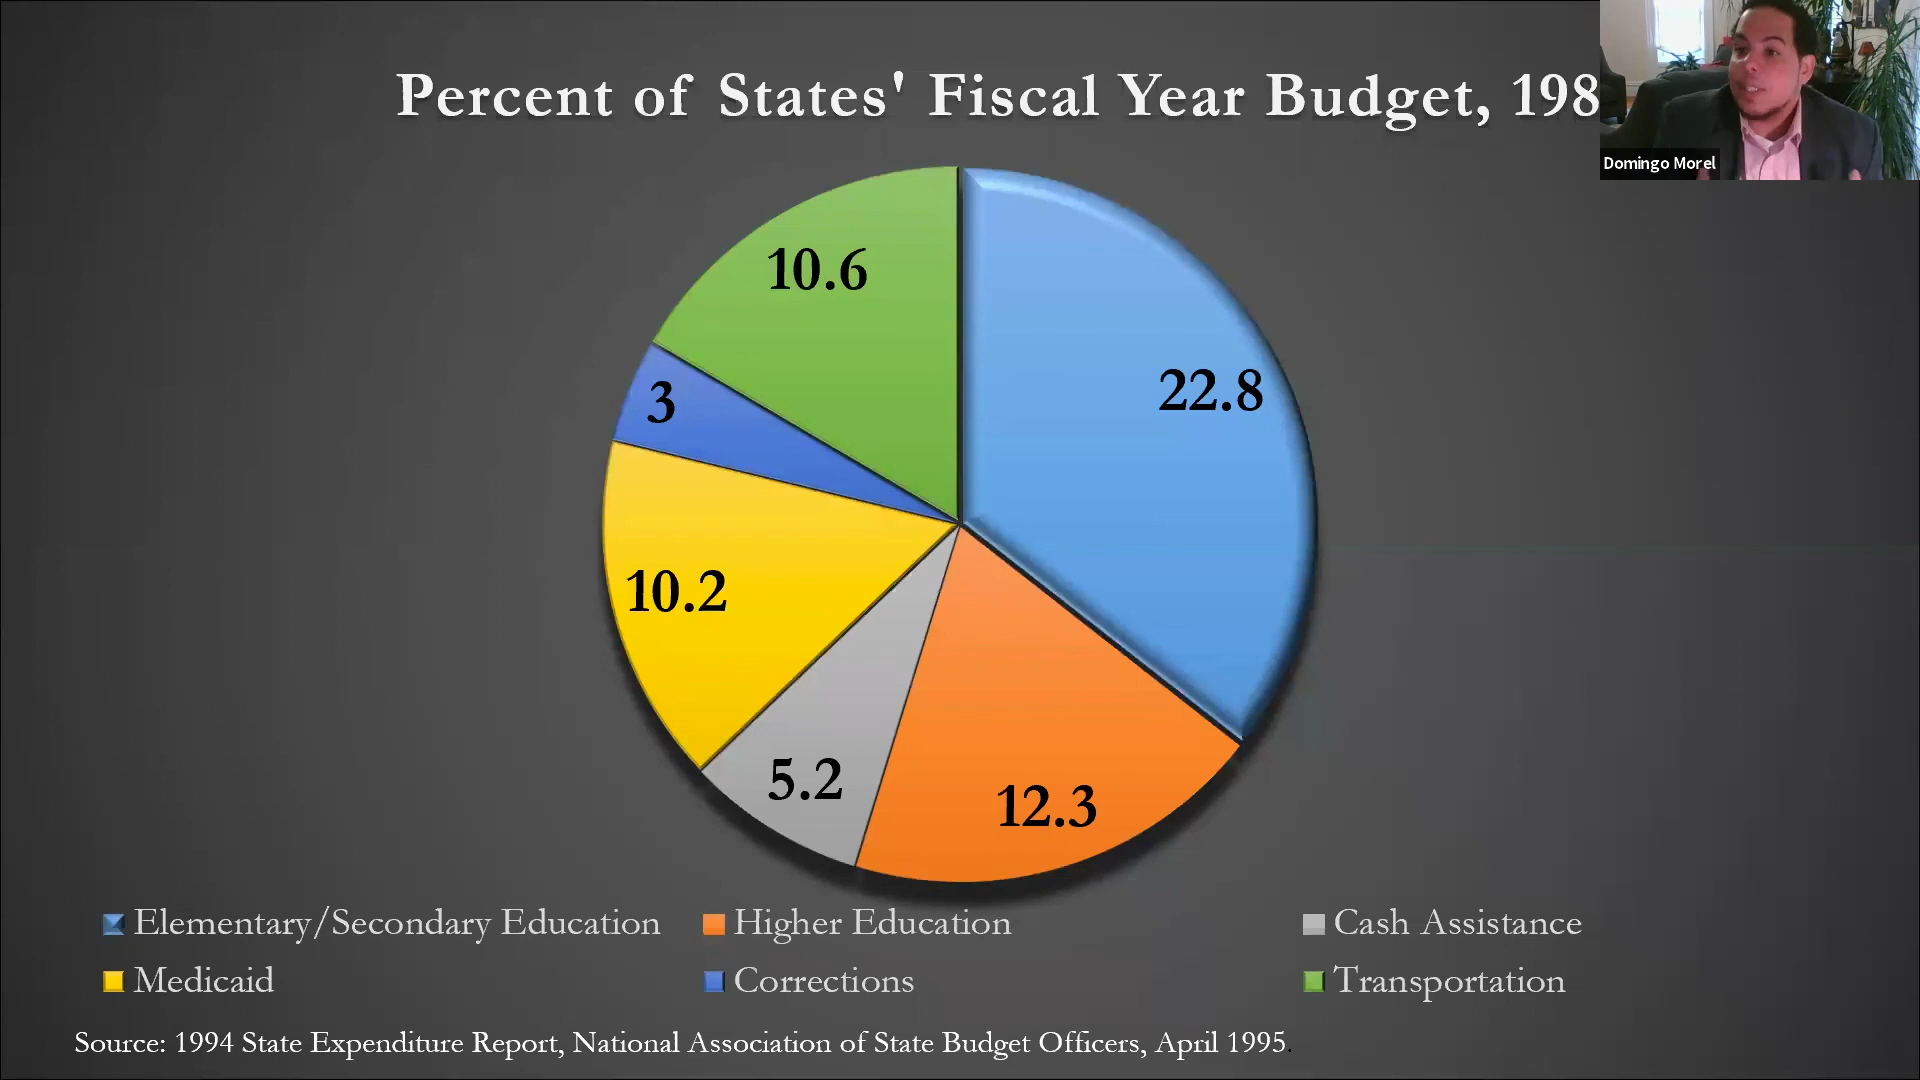 Percent of States' Fiscal Year Budget, 198
Domingo Morel
10.6
22.8
3
10.2
5.2
12.3
Elementary/Secondary Education
Higher Education
Cash Assistance
Medicaid
Corrections
Transportation
Source: 1994 State Expenditure Report, National Association of State Budget Officers, April 1995.